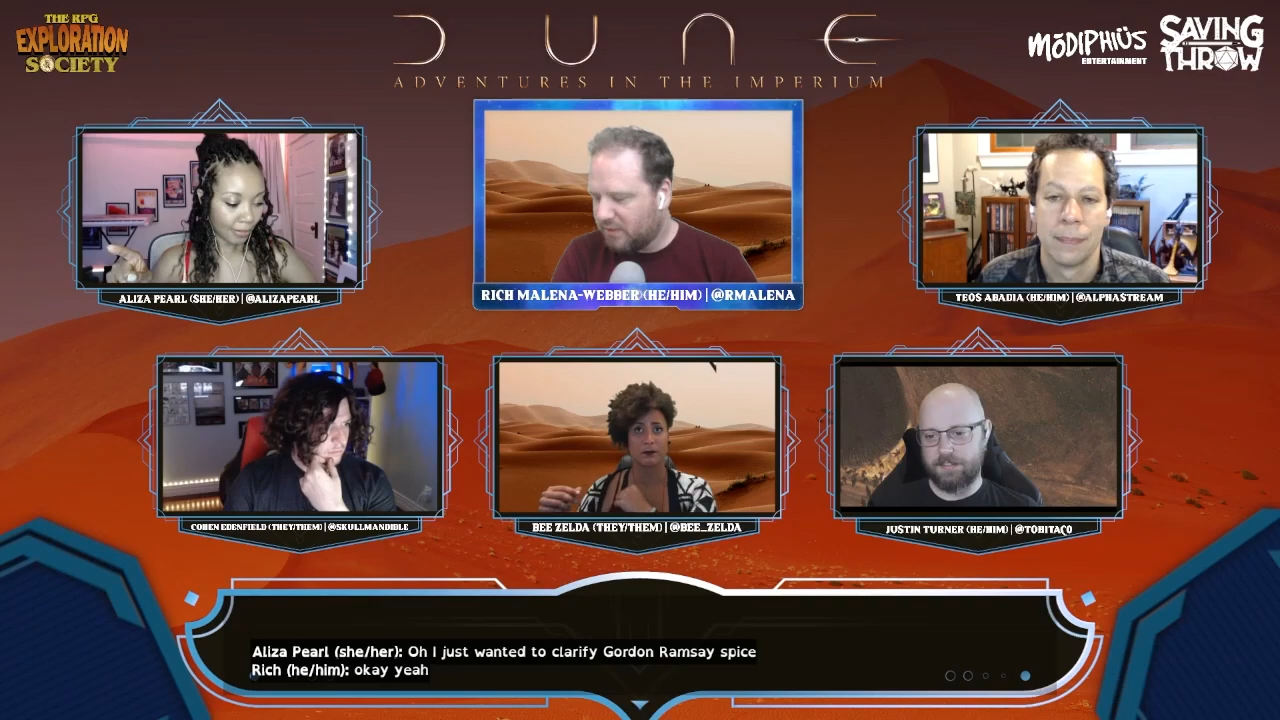 THE RPG
EXPLORATION
SOCIETY
DUNE
ADVENTURES IN THE IMPERIUM
MŌDIPHIÜS
ENTERTAINMENT
SAVING
THROW
ALIZA PEARL (SHE/HER) | @ALIZAPEARL
RICH MALENA-WEBBER (HE/HIM) | @RMALENA
TEOS ABADIA (HE/HIM) | @ALPHASTREAM
COHEN EDENFIELD (THEY/THEM) | @SKULLMANDIBLE
BEE ZELDA (THEY/THEM) | @BEE_ZELDA
JUSTIN TURNER (HE/HIM) | @TOBITACO
Aliza Pearl (she/her): Oh I just wanted to clarify Gordon Ramsay spice
Rich (he/him): okay yeah